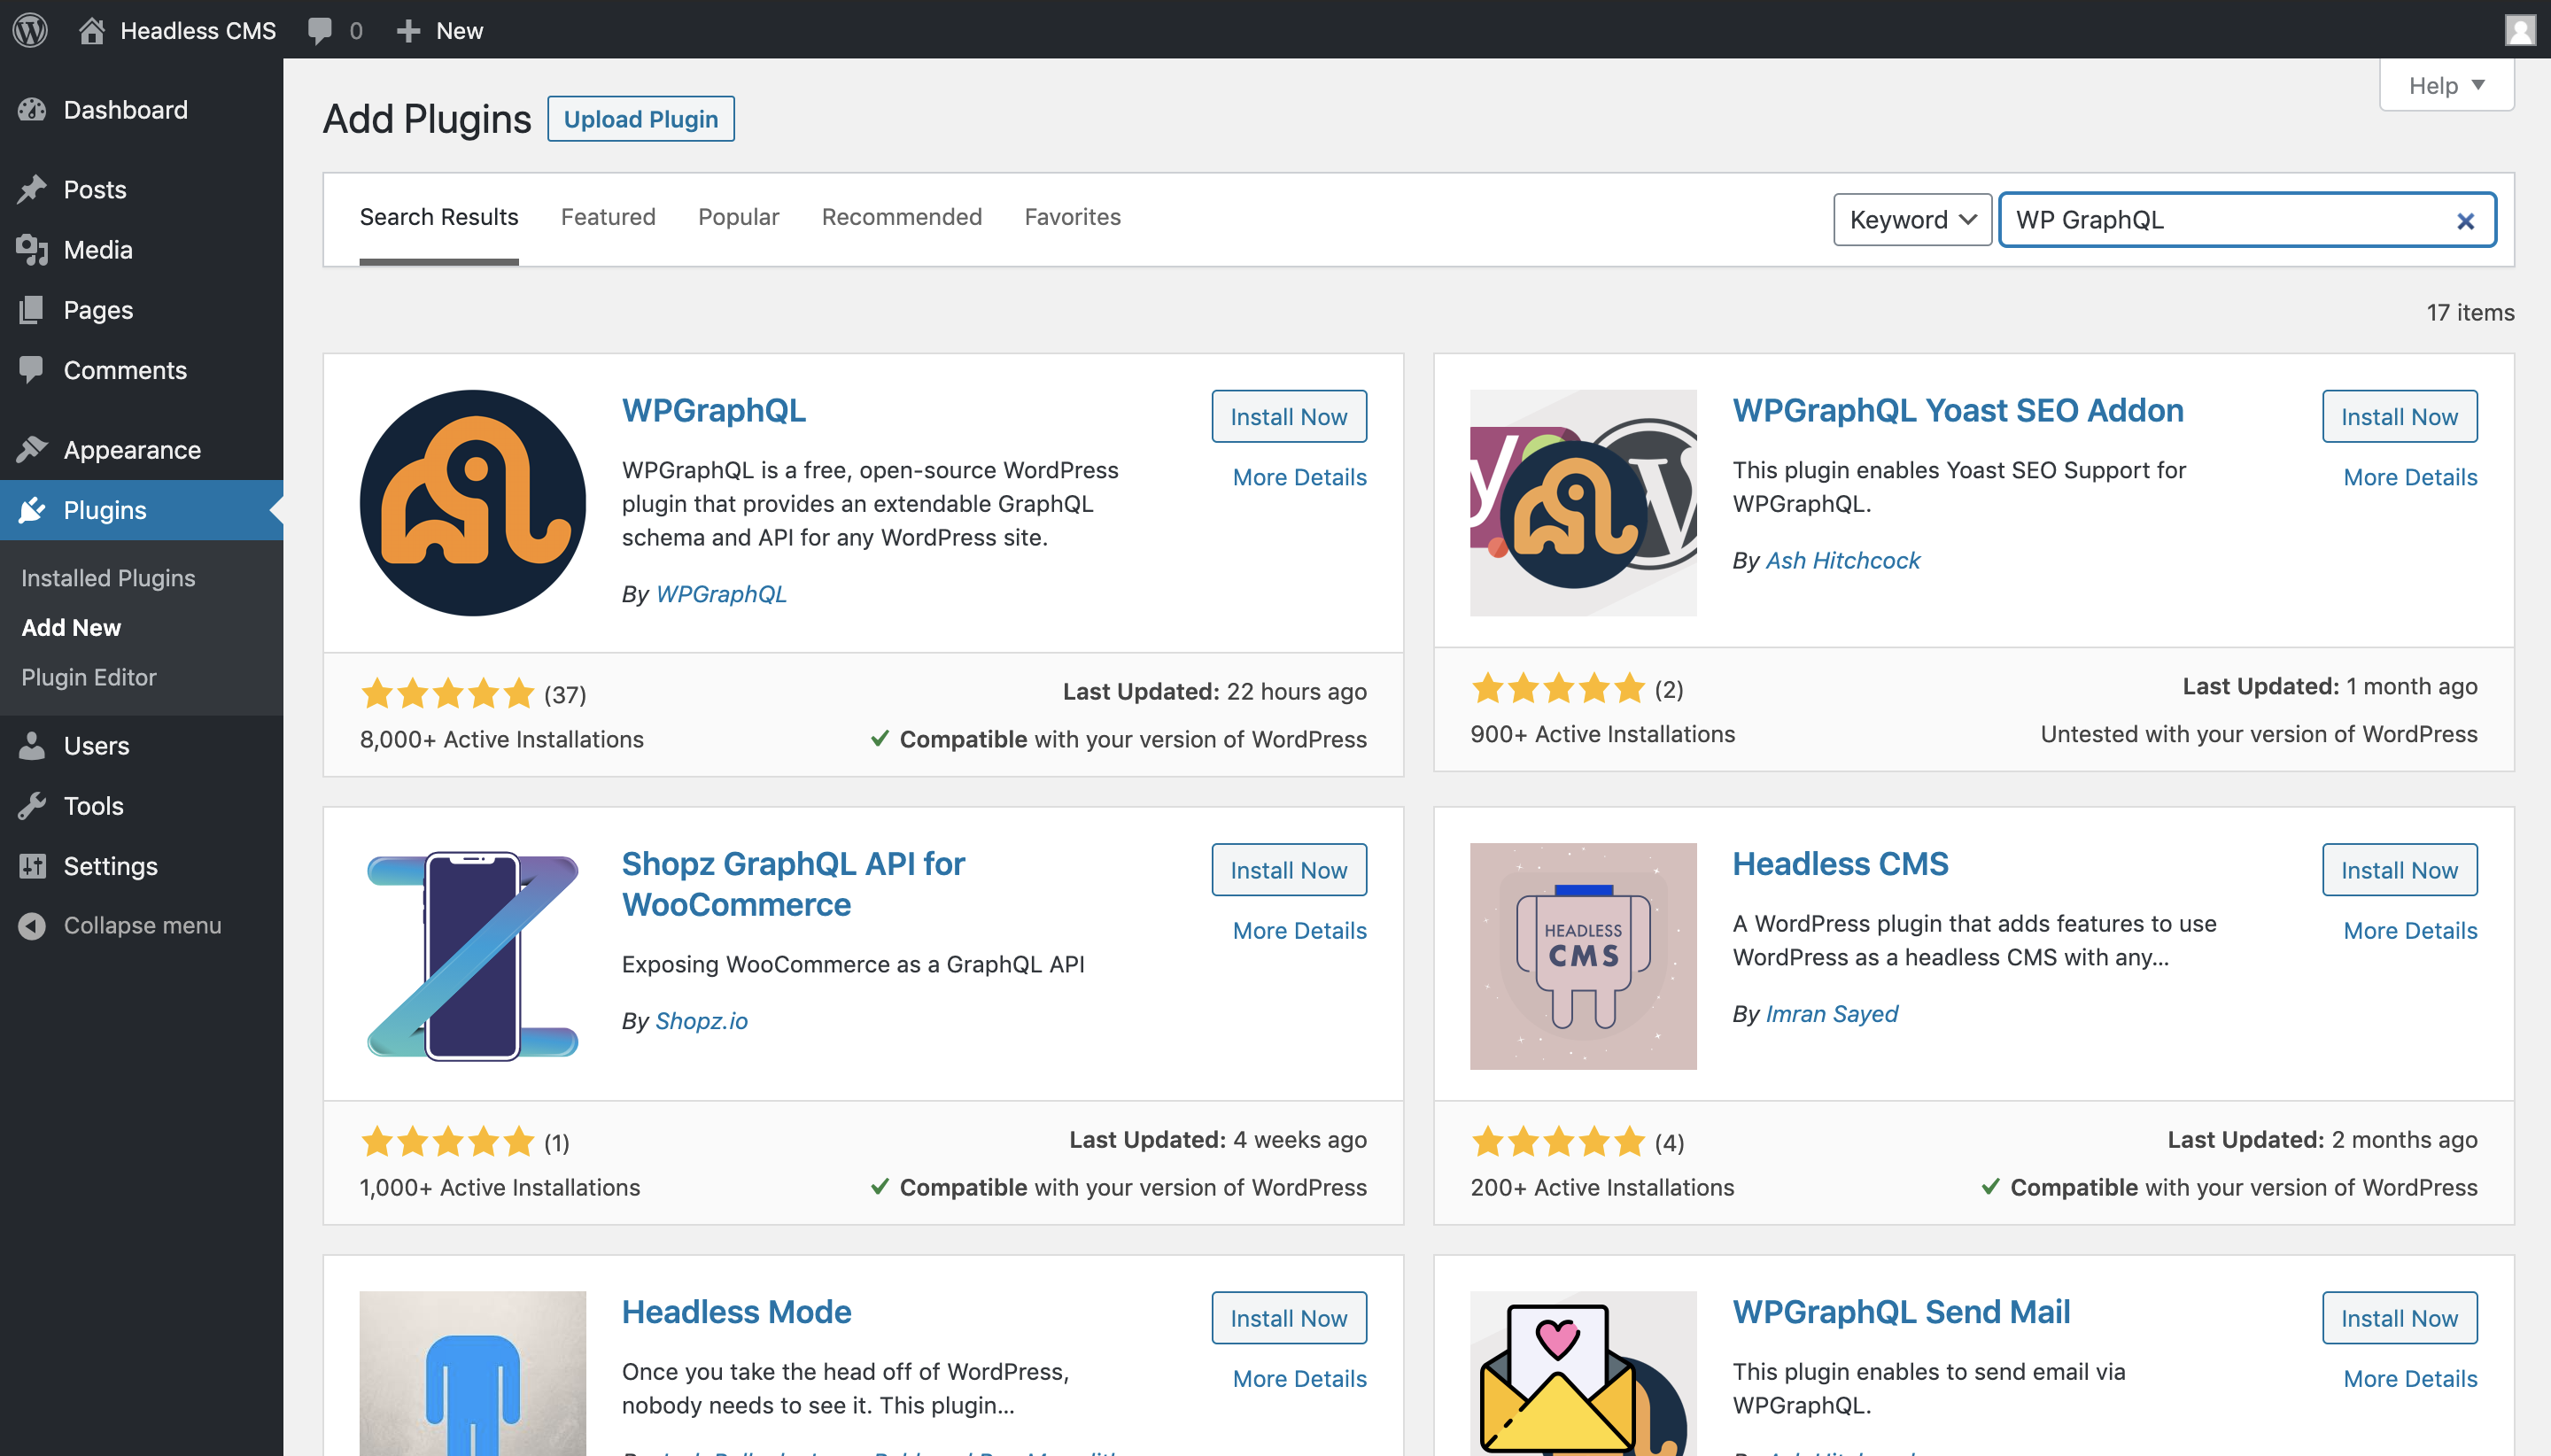 Headless CMS
0
New
Dashboard
Posts
Media
Pages
Comments
Appearance
Plugins
Installed Plugins
Add New
Plugin Editor
Users
Tools
Settings
Collapse menu
Help
Add Plugins
Upload Plugin
Search Results
Featured
Popular
Recommended
Favorites
Keyword
WP GraphQL
17 items
WPGraphQL
Install Now
More Details
WPGraphQL is a free, open-source WordPress
plugin that provides an extendable GraphQL
schema and API for any WordPress site.
By WPGraphQL
(37)
8,000+ Active Installations
Last Updated: 22 hours ago
Compatible with your version of WordPress
WPGraphQL Yoast SEO Addon
Install Now
More Details
This plugin enables Yoast SEO Support for
WPGraphQL.
By Ash Hitchcock
(2)
900+ Active Installations
Last Updated: 1 month ago
Untested with your version of WordPress
Shopz GraphQL API for
WooCommerce
Install Now
More Details
Exposing WooCommerce as a GraphQL API
By Shopz.io
(1)
1,000+ Active Installations
Last Updated: 4 weeks ago
Compatible with your version of WordPress
HEADLESS
CMS
Headless CMS
Install Now
More Details
A WordPress plugin that adds features to use
WordPress as a headless CMS with any...
By Imran Sayed
(4)
200+ Active Installations
Last Updated: 2 months ago
Compatible with your version of WordPress
Headless Mode
Install Now
More Details
Once you take the head off of WordPress,
nobody needs to see it. This plugin...
WPGraphQL Send Mail
Install Now
More Details
This plugin enables to send email via
WPGraphQL.